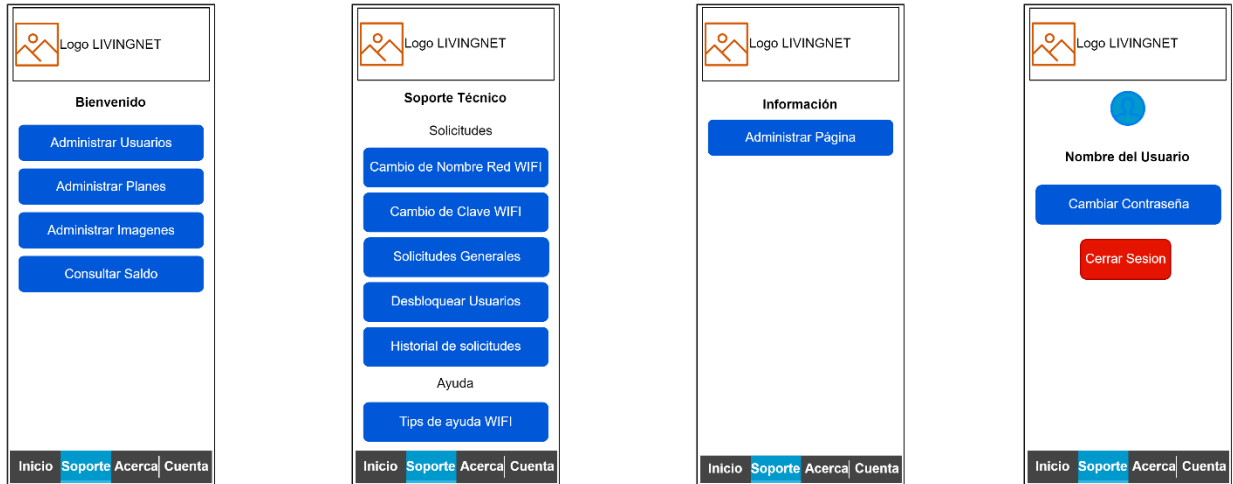 Logo LIVINGNET
Bienvenido
Administrar Usuarios
Administrar Planes
Administrar Imagenes
Consultar Saldo
Inicio Soporte Acerca Cuenta
Logo LIVINGNET
Soporte Técnico
Solicitudes
Cambio de Nombre Red WIFI
Cambio de Clave WIFI
Solicitudes Generales
Desbloquear Usuarios
Historial de solicitudes
Ayuda
Tips de ayuda WIFI
Inicio Soporte Acerca Cuenta
Logo LIVINGNET
Información
Administrar Página
Inicio Soporte Acerca Cuenta
Logo LIVINGNET
Nombre del Usuario
Cambiar Contraseña
Cerrar Sesion
Inicio Soporte Acerca Cuenta